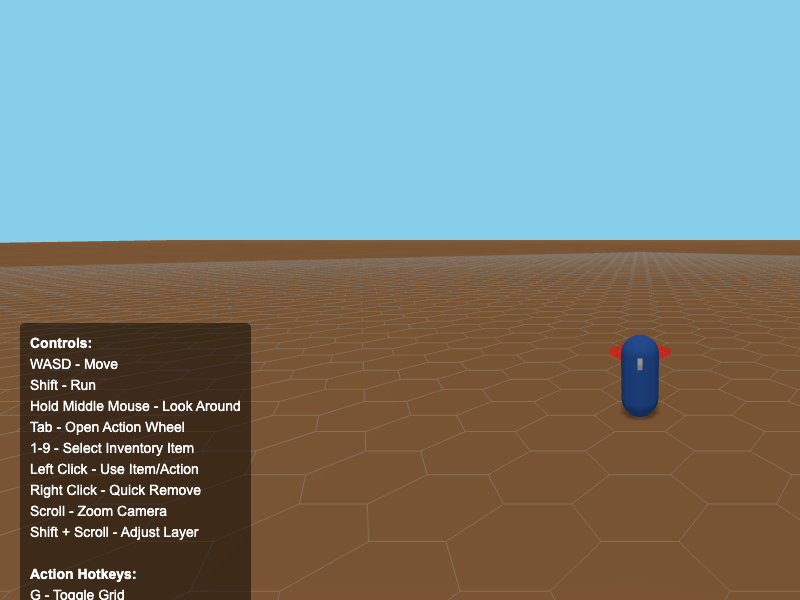 Controls:
WASD - Move
Shift - Run
Hold Middle Mouse - Look Around
Tab - Open Action Wheel
1-9 - Select Inventory Item
Left Click - Use Item/Action
Right Click - Quick Remove
Scroll - Zoom Camera
Shift + Scroll - Adjust Layer
Action Hotkeys:
G - Toggle Grid